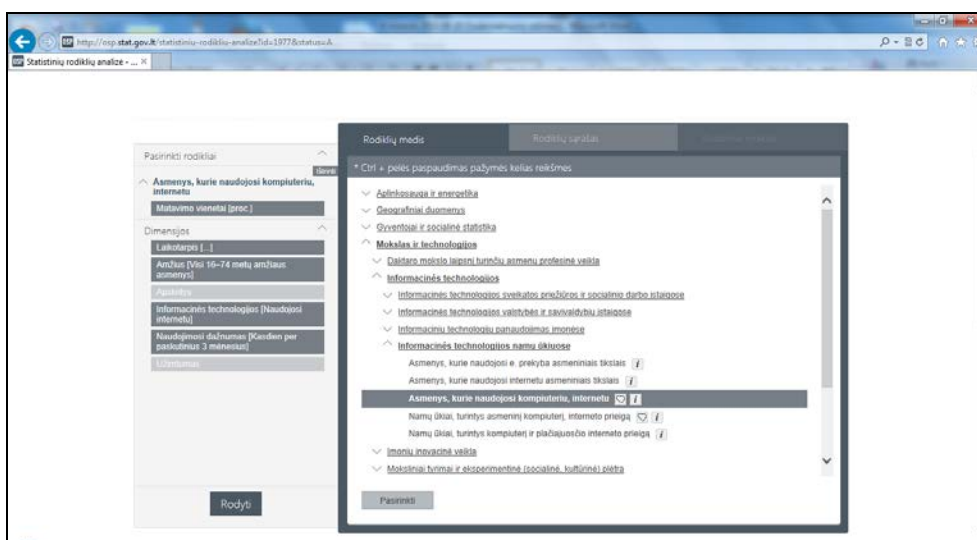 http://osp.stat.gov.lt/statistiniu-rodikliu-analize?id=1977&status=A
Statistinių rodiklių analizė - ...
Rodiklių medis
Rodiklių sąrašas
Pasirinkti rodikliai
* Ctrl + pelės paspaudimas pažymės kelias reikšmes
Asmenys, kurie naudojosi kompiuteriu,
internetu
Matavimo vienetai [proc.]
Dimensijos
Laikotarpis [...]
Amžius [Visi 16–74 metų amžiaus
asmenys]
Apskritys
Informacinės technologijos [Naudojosi
internetu]
Naudojimosi dažnumas [Kasdien per
paskutinius 3 mėnesius]
Užimtumas
Rodyti
Aplinkosauga ir energetika
Geografiniai duomenys
Gyventojai ir socialinė statistika
Mokslas ir technologijos
Daktaro mokslo laipsnį turinčių asmenų profesinė veikla
Informacinės technologijos
Informacinės technologijos sveikatos priežiūros ir socialinio darbo įstaigose
Informacinės technologijos valstybės ir savivaldybių įstaigose
Informacinių technologijų panaudojimas įmonėse
Informacinės technologijos namų ūkiuose
Asmenys, kurie naudojosi e. prekyba asmeniniais tikslais
Asmenys, kurie naudojosi internetu asmeniniais tikslais
Asmenys, kurie naudojosi kompiuteriu, internetu
Namų ūkiai, turintys asmeninį kompiuterį, interneto prieigą
Namų ūkiai, turintys kompiuterį ir plačiajuosčio interneto prieigą
Įmonių inovacinė veikla
Moksliniai tyrimai ir eksperimentinė (socialinė, kultūrinė) plėtra
Pasirinkti